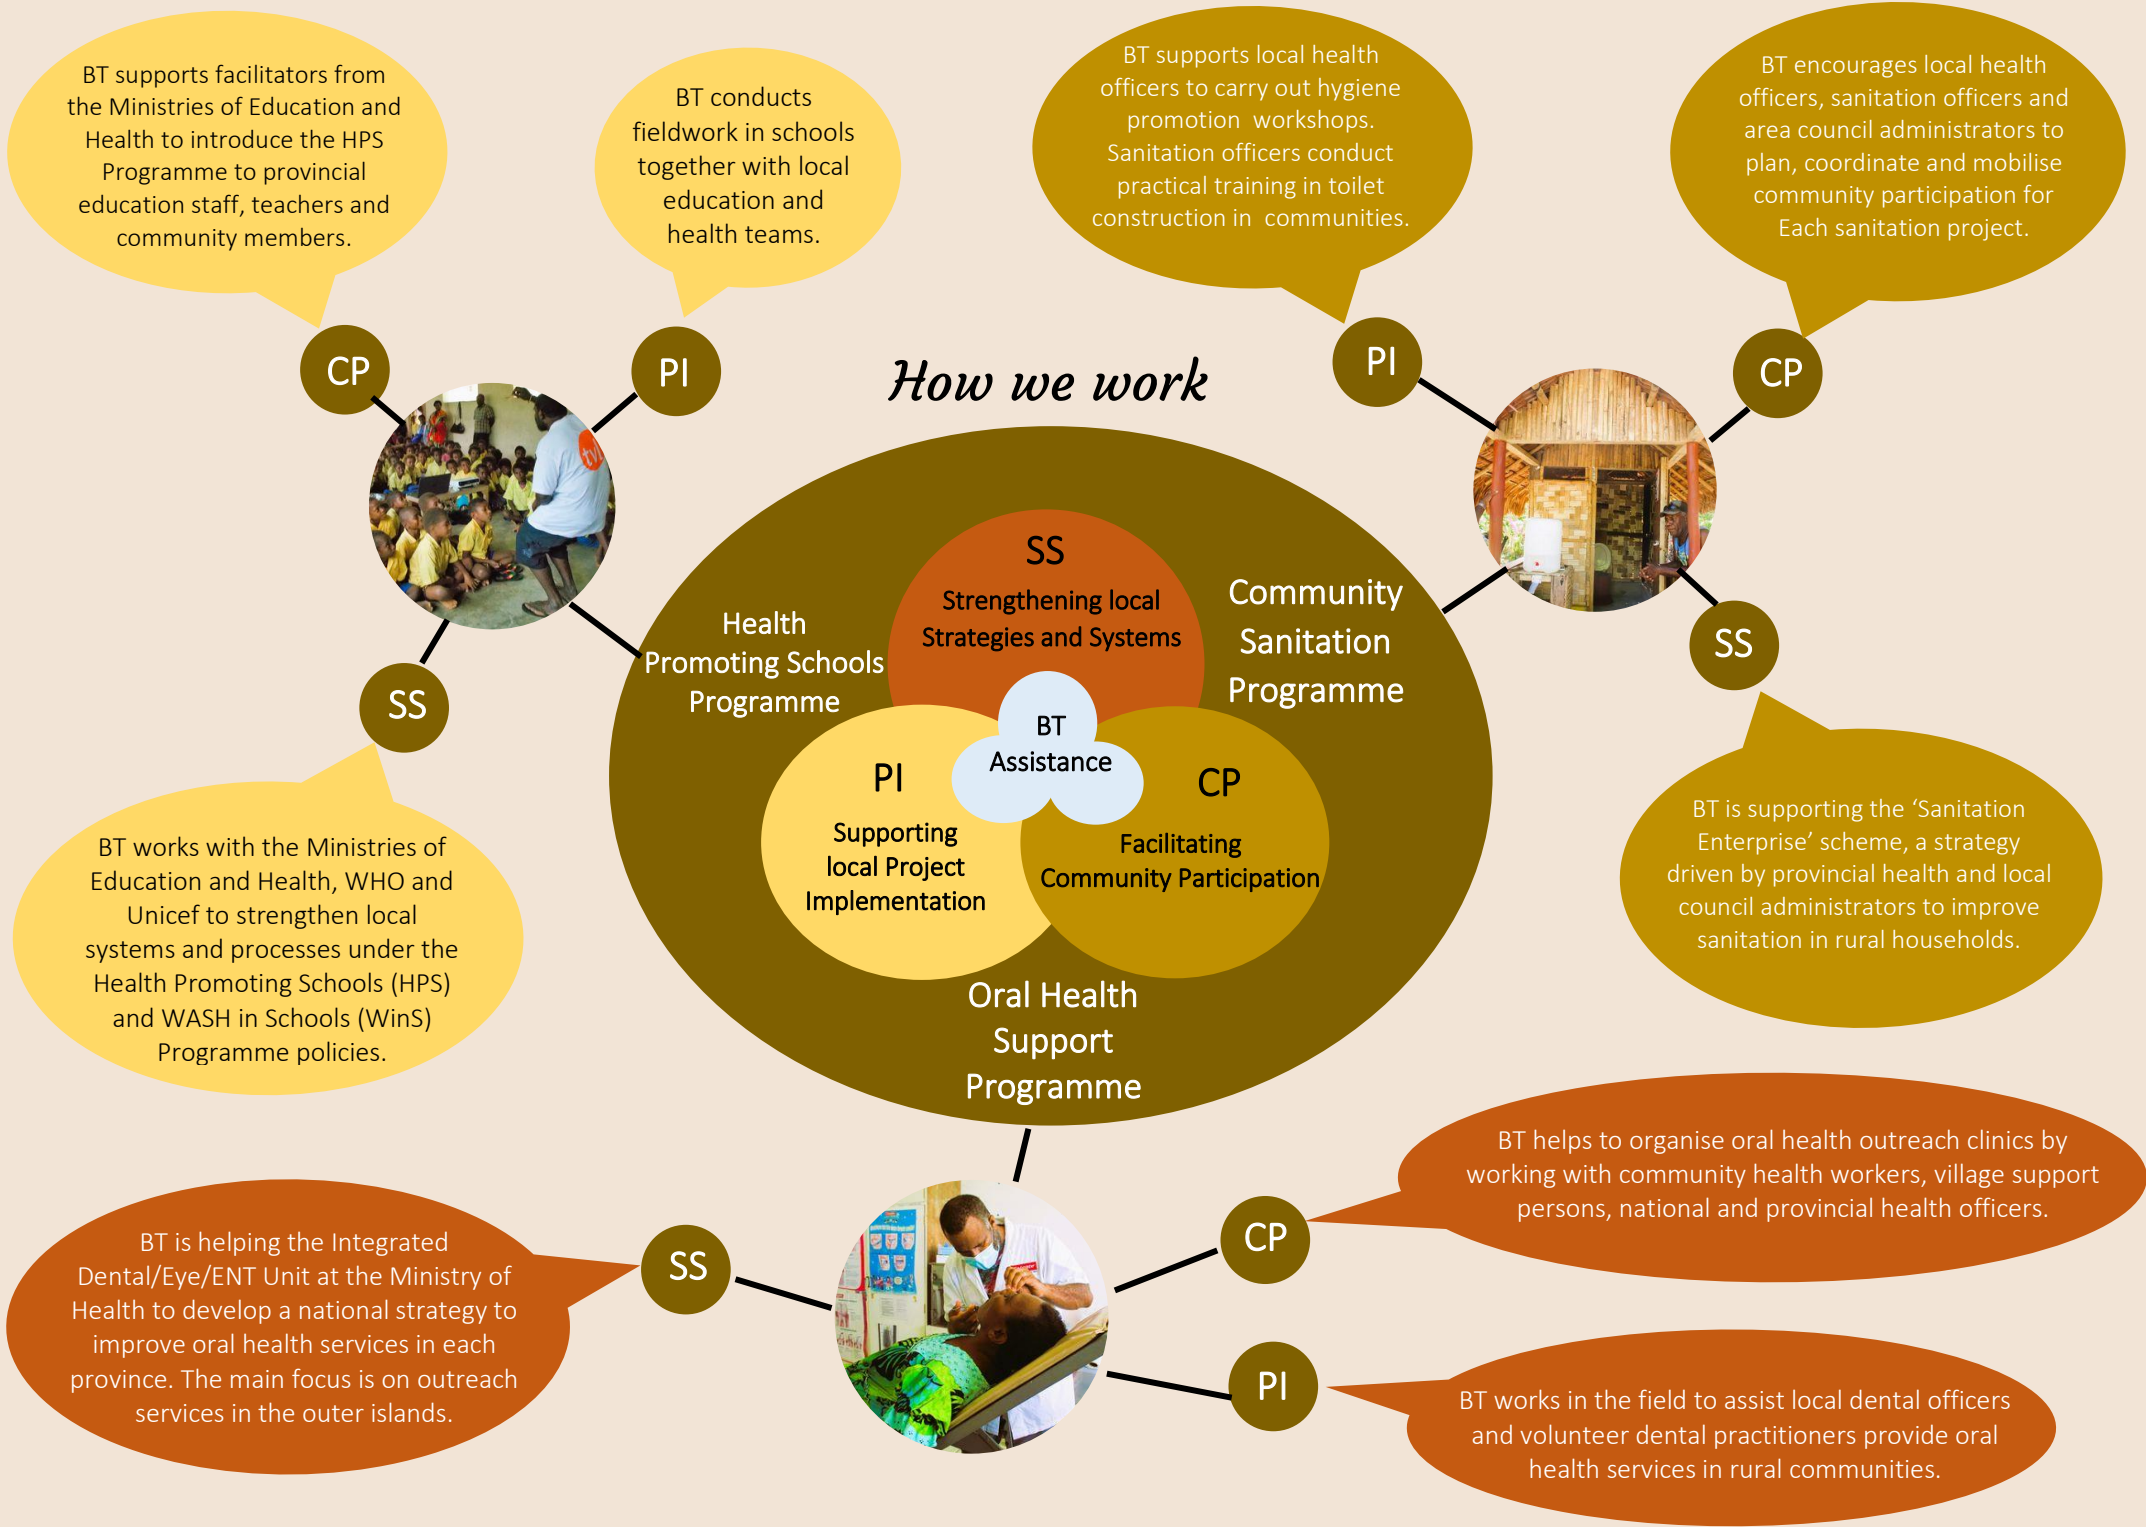 BT supports facilitators from
the Ministries of Education and
Health to introduce the HPS
Programme to provincial
education staff, teachers and
community members.
BT conducts
fieldwork in schools
together with local
education and
health teams.
BT supports local health
officers to carry out hygiene
promotion workshops.
Sanitation officers conduct
practical training in toilet
construction in communities.
BT encourages local health
officers, sanitation officers and
area council administrators to
plan, coordinate and mobilise
community participation for
Each sanitation project.
CP
PI
PI
CP
How we work
SS
Strengthening local
Strategies and Systems
Health
Promoting Schools
Programme
Community
Sanitation
Programme
SS
SS
BT
Assistance
PI
Supporting
local Project
Implementation
CP
Facilitating
Community Participation
Oral Health
Support
Programme
BT works with the Ministries of
Education and Health, WHO and
Unicef to strengthen local
systems and processes under the
Health Promoting Schools (HPS)
and WASH in Schools (WinS)
Programme policies.
BT is supporting the ‘Sanitation
Enterprise’ scheme, a strategy
driven by provincial health and local
council administrators to improve
sanitation in rural households.
BT is helping the Integrated
Dental/Eye/ENT Unit at the Ministry of
Health to develop a national strategy to
improve oral health services in each
province. The main focus is on outreach
services in the outer islands.
SS
CP
BT helps to organise oral health outreach clinics by
working with community health workers, village support
persons, national and provincial health officers.
PI
BT works in the field to assist local dental officers
and volunteer dental practitioners provide oral
health services in rural communities.